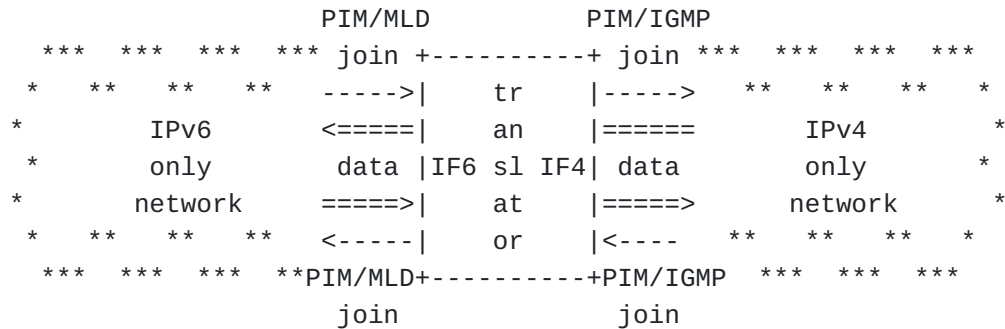 PIM/MLD            PIM/IGMP
  ***  ***  ***  *** join +----------+ join ***  ***  ***  ***
 *   **   **   **   ----->|    tr    |----->   **   **   **   *
*        IPv6       <=====|    an    |======       IPv4        *
 *       only        data |IF6 sl IF4| data        only       *
*       network     =====>|    at    |=====>      network      *
 *   **   **   **   <-----|    or    |<----   **   **   **   *
  ***  ***  ***  **PIM/MLD+----------+PIM/IGMP  ***  ***  ***
                     join              join